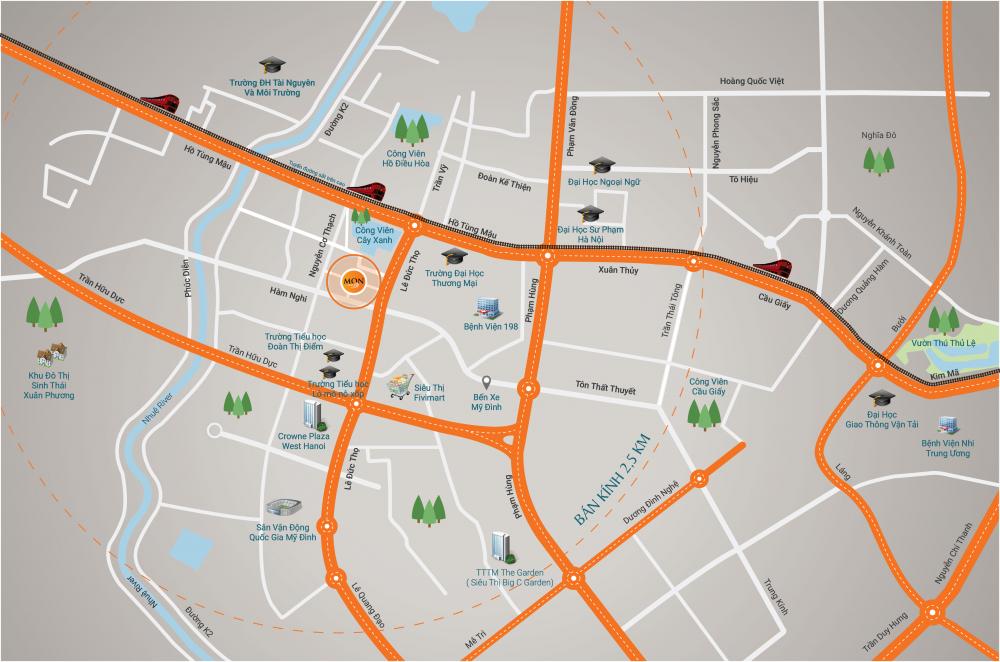 Hoàng Quốc Việt
Trường ĐH Tài Nguyên
Và Môi Trường
Đường K2
Phạm Văn Đồng
Nguyễn Phong Sắc
Nghĩa Đô
Hồ Tùng Mậu
Công Viên
Hồ Điều Hòa
Tuyến đường sắt trên cao
Trần Vỹ
Đoàn Kế Thiện
Đại Học Ngoại Ngữ
Tô Hiệu
Nguyễn Cơ Thạch
Công Viên
Cây Xanh
Hồ Tùng Mậu
Đại Học Sư Phạm
Hà Nội
Nguyễn Khánh Toàn
Phúc Diễn
Trần Hữu Dực
Hàm Nghi
MON
Lê Đức Thọ
Trường Đại Học
Thương Mại
Phạm Hùng
Xuân Thủy
Trần Thái Tông
Cầu Giấy
Dương Quảng Hàm
Bưởi
Bệnh Viện 198
Vườn Thú Thủ Lệ
Kim Mã
Khu Đô Thị
Sinh Thái
Xuân Phương
Trần Hữu Dực
Trường Tiểu học
Đoàn Thị Điểm
Trường Tiểu học
Lô mô nô xốp
Siêu Thị
Fivimart
Bến Xe
Mỹ Đình
Tôn Thất Thuyết
Công Viên
Cầu Giấy
Đại Học
Giao Thông Vận Tải
Bệnh Viện Nhi
Trung Ương
Nhuệ River
Crowne Plaza
West Hanoi
Lê Đức Thọ
Phạm Hùng
BÁN KÍNH 2.5 KM
Dương Đình Nghệ
Láng
Sân Vận Động
Quốc Gia Mỹ Đình
TTTM The Garden
( Siêu Thị Big C Garden)
Nguyễn Chí Thanh
Nhuệ River
Đường K2
Lê Quang Đạo
Mễ Trì
Trung Kính
Trần Duy Hưng